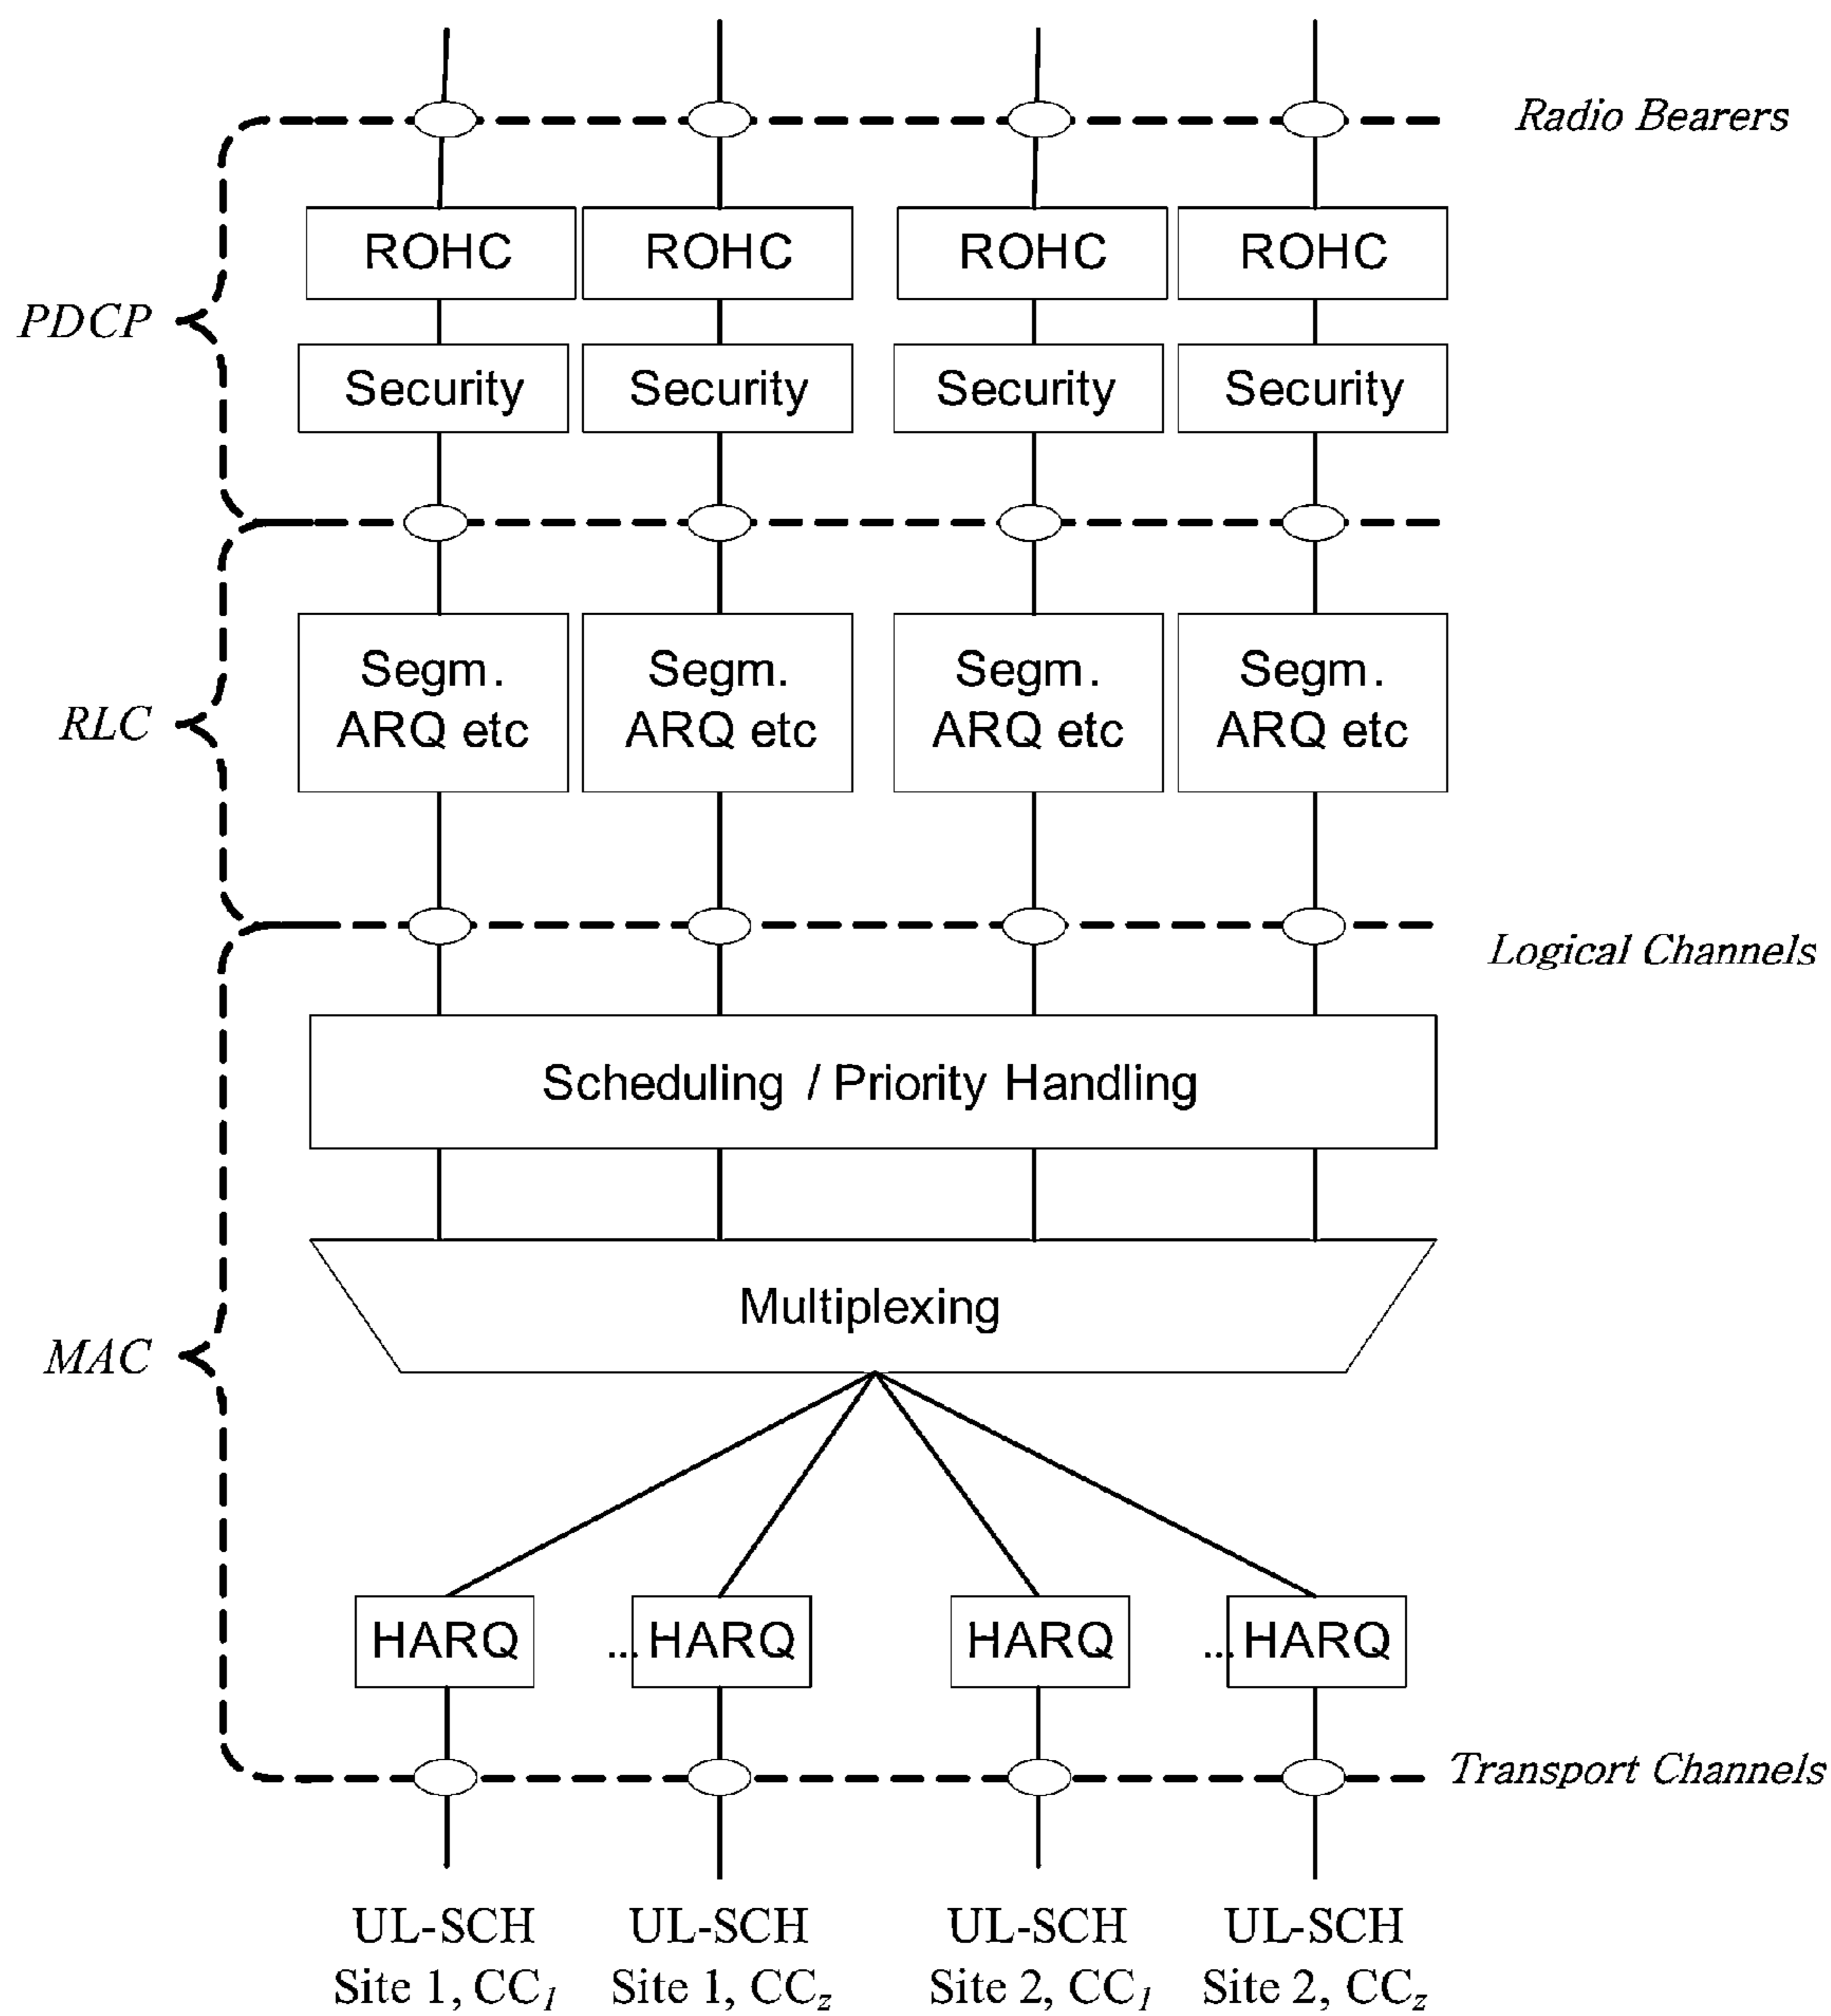 Radio Bearers
ROHC ROHC ROHC ROHC
PDCP
Security Security Security Security
Segm. Segm. Segm. Segm.
ARQ etc ARQ etc ARQ etc ARQ etc
RLC
Logical Channels
Scheduling / Priority Handling
Multiplexing
MAC
HARQ ... HARQ HARQ ... HARQ
Transport Channels
UL-SCH UL-SCH UL-SCH UL-SCH
Site 1, CC1 Site 1, CCz Site 2, CC1 Site 2, CCz